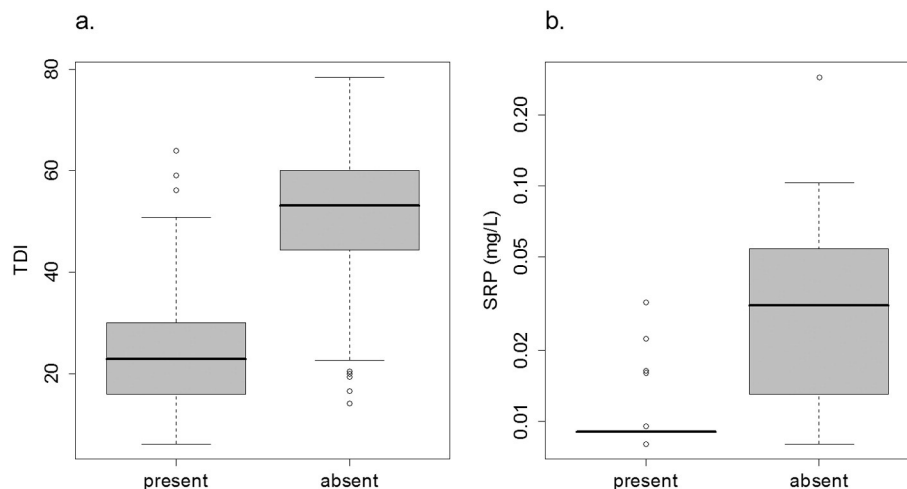 a.
TDI
80
60
40
20
present absent
b.
SRP (mg/L)
0.20
0.10
0.05
0.02
0.01
present absent